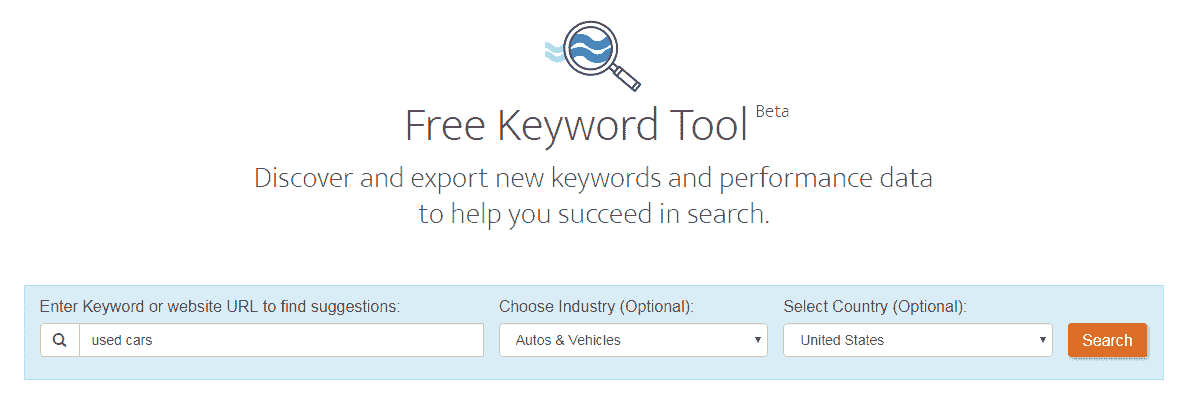 Free Keyword Tool Beta
Discover and export new keywords and performance data
to help you succeed in search.
Enter Keyword or website URL to find suggestions: Choose Industry (Optional): Select Country (Optional):
used cars Autos & Vehicles United States Search